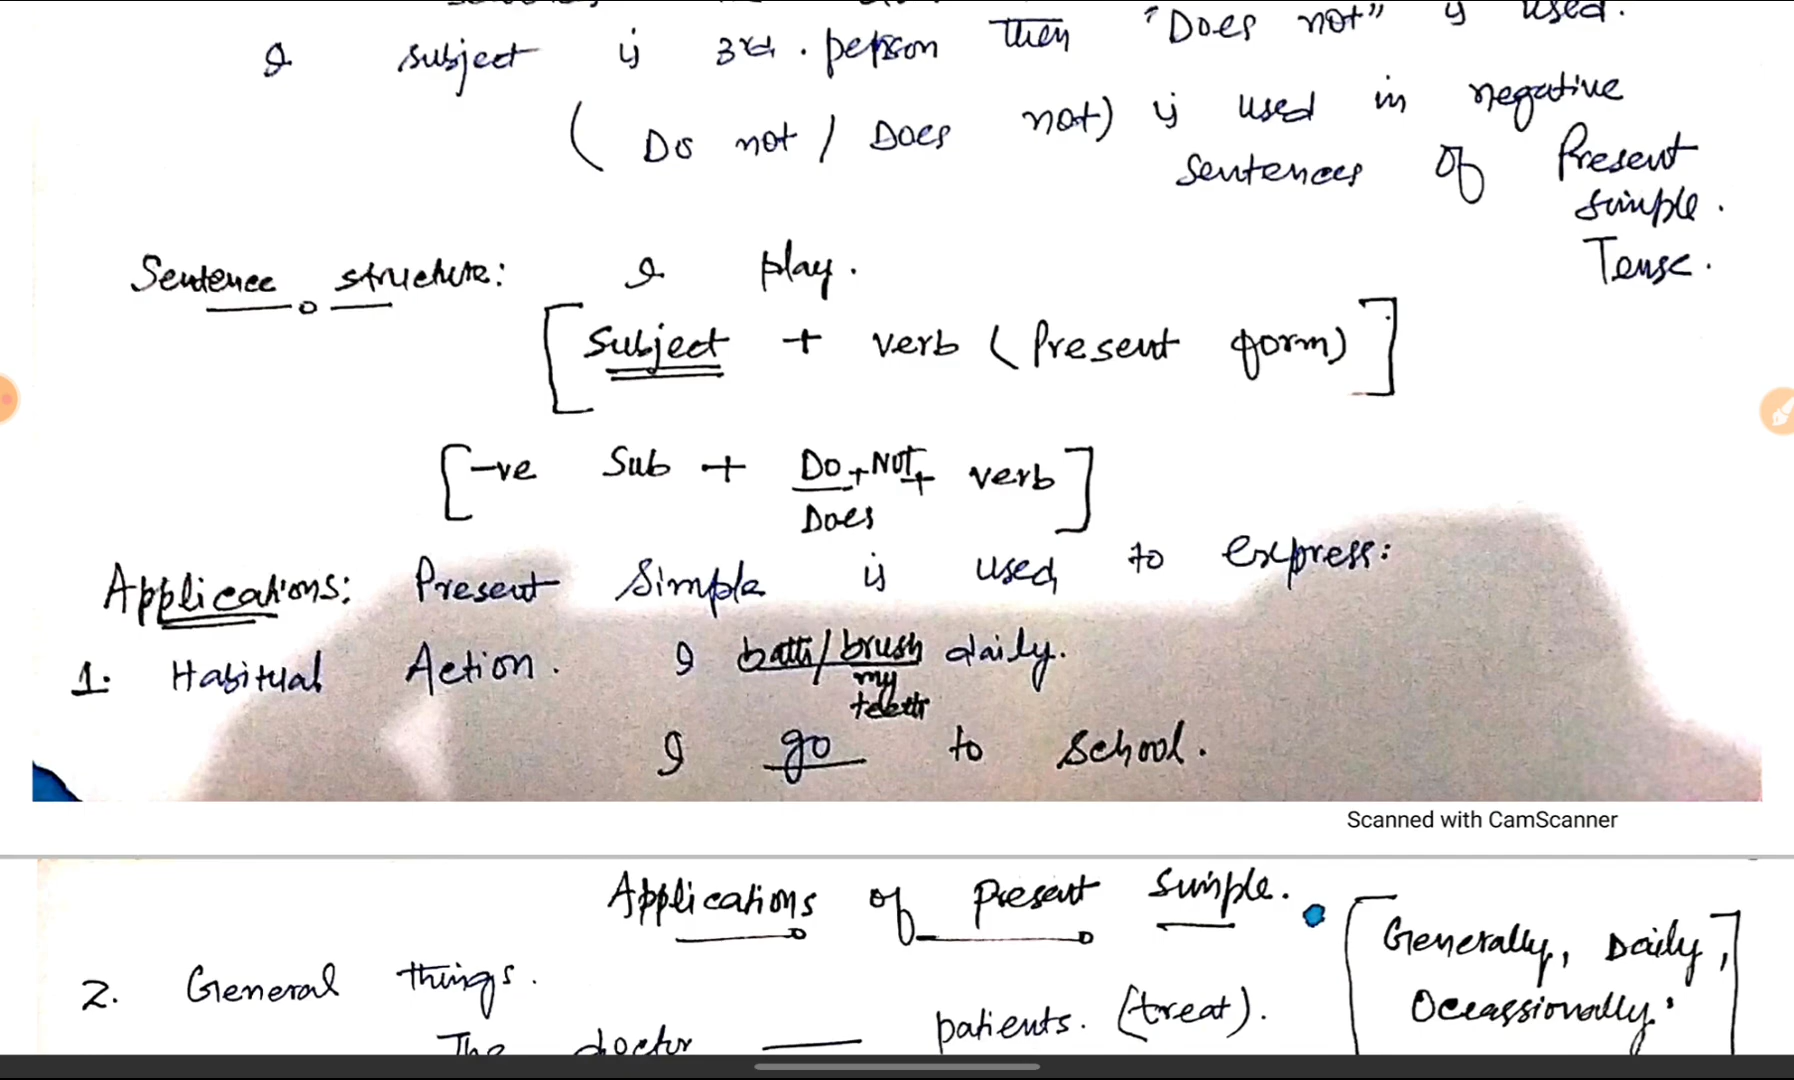 I subject is 3rd. person then "Does not" is used.
( Do not / Does not) is used in negative
sentences of Present
simple.
Tense.
Sentence structure: I play.
[Subject + verb (Present form)]
[-ve Sub + Do + NOT + verb]
Does
Applications: Present Simple is used to express:
1. Habitual Action. I bath/brush daily.
my
teeth
I go to School.
Scanned with CamScanner
Applications of Present Simple.
[Generally, Daily,
2. General things.
Occassionally.
The doctor ___ patients. (treat).